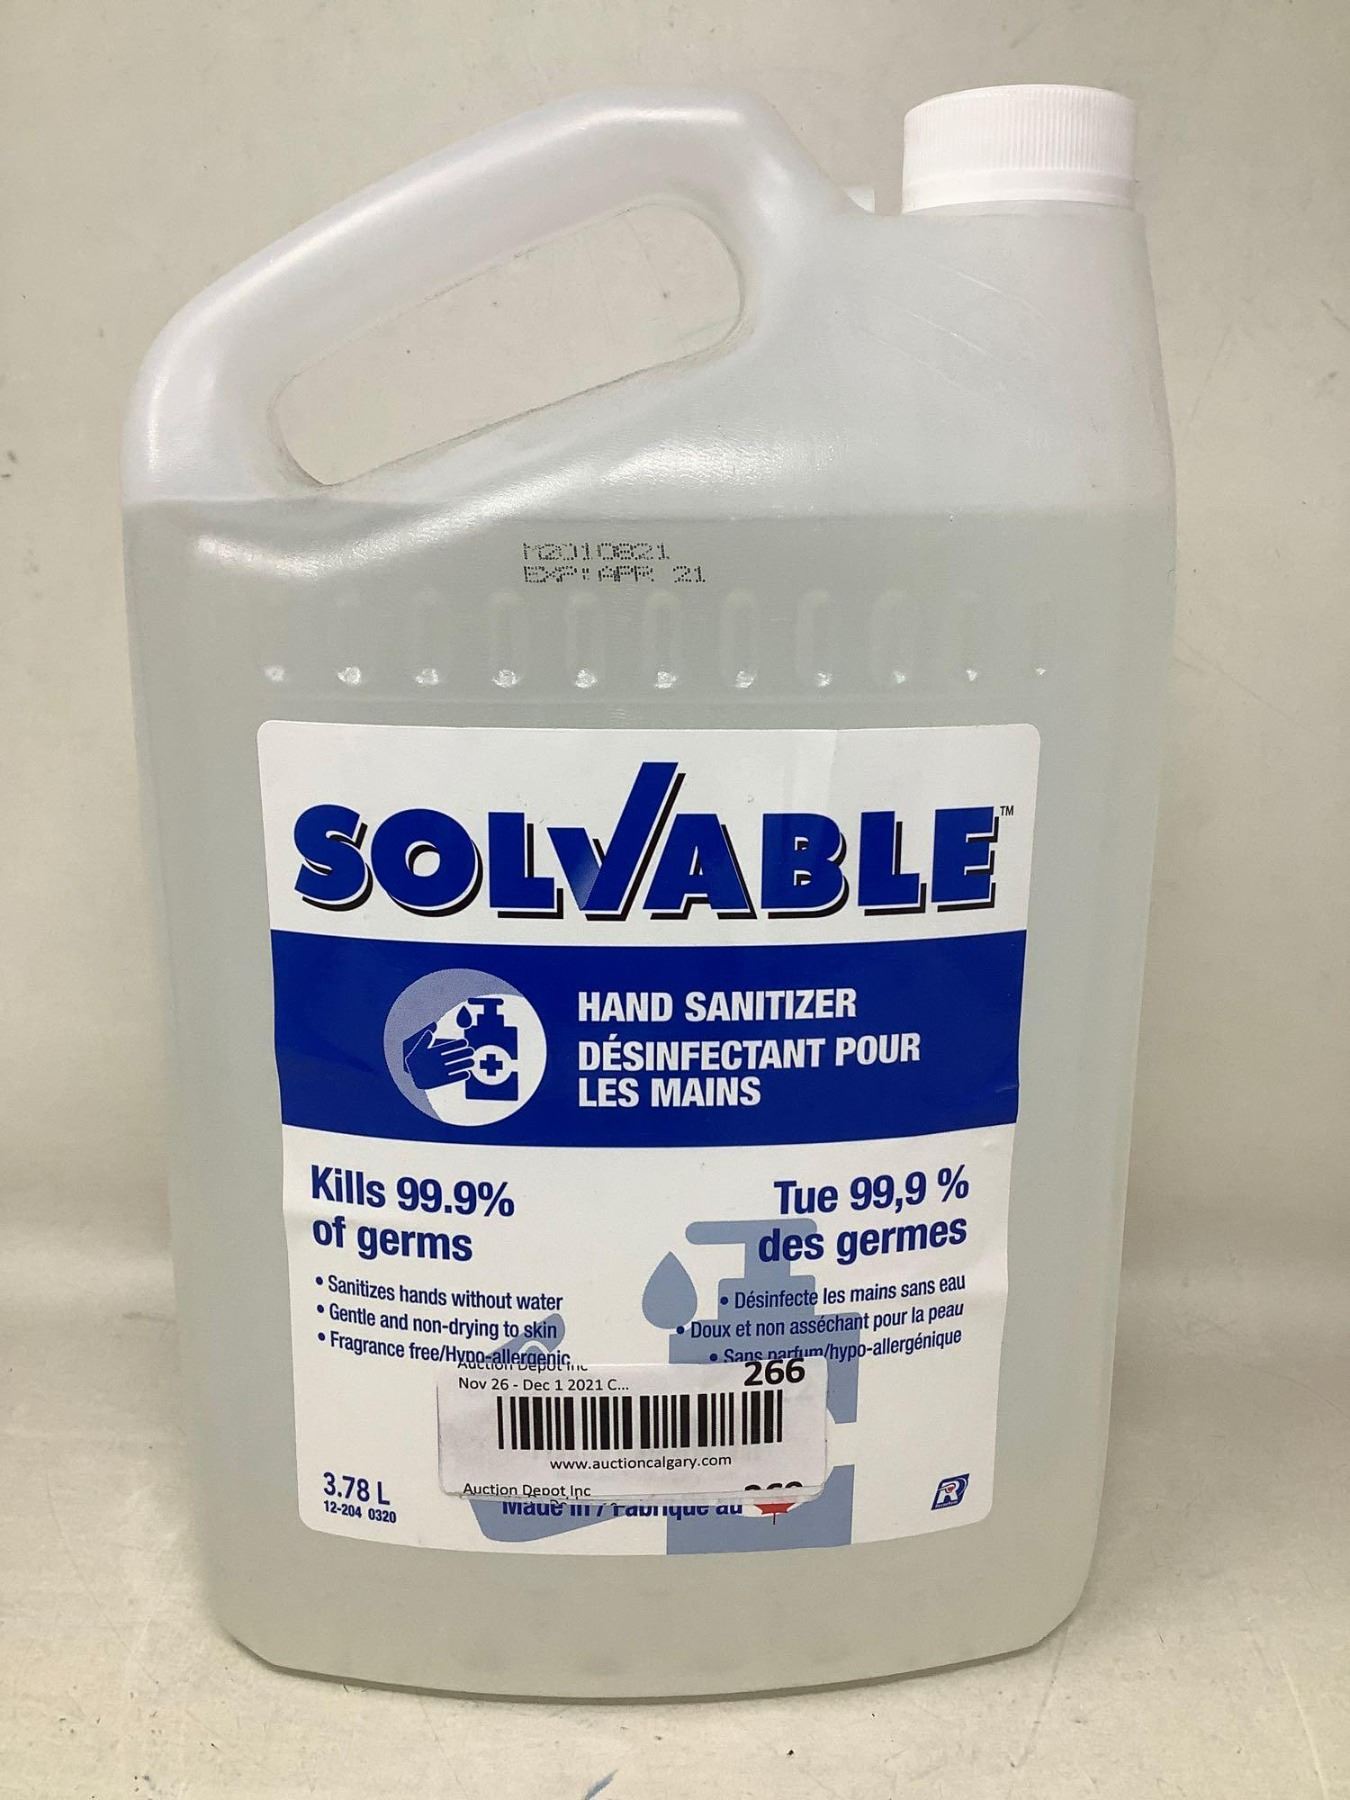 M2010821
EXP: APR 21
SOLVABLE™
HAND SANITIZER
DÉSINFECTANT POUR
LES MAINS
Kills 99.9%
of germs
• Sanitizes hands without water
• Gentle and non-drying to skin
• Fragrance free/Hypo-allergenic
Tue 99,9 %
des germes
• Désinfecte les mains sans eau
• Doux et non asséchant pour la peau
• Sans parfum/hypo-allergénique
Auction Depot Inc
266
Nov 26 - Dec 1 2021 C...
www.auctioncalgary.com
Auction Depot Inc
3.78 L
12-204 0320
Made in / Fabriqué au
R